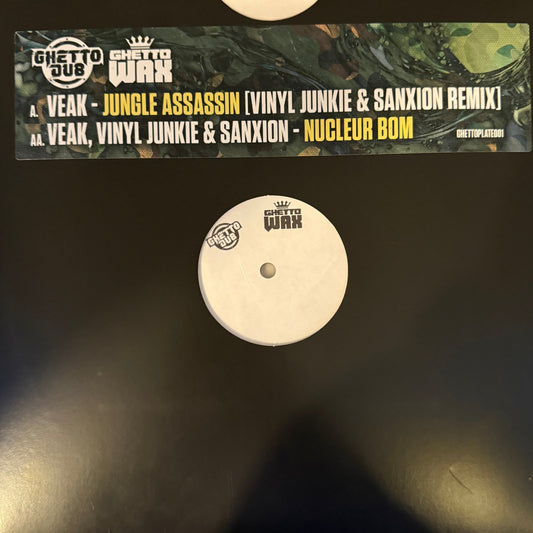 GHETTO
DUB
GHETTO
WAX
A. VEAK - JUNGLE ASSASSIN [VINYL JUNKIE & SANXION REMIX]
AA. VEAK, VINYL JUNKIE & SANXION - NUCLEUR BOM
GHETTOPLATE001
GHETTO
DUB
GHETTO
WAX